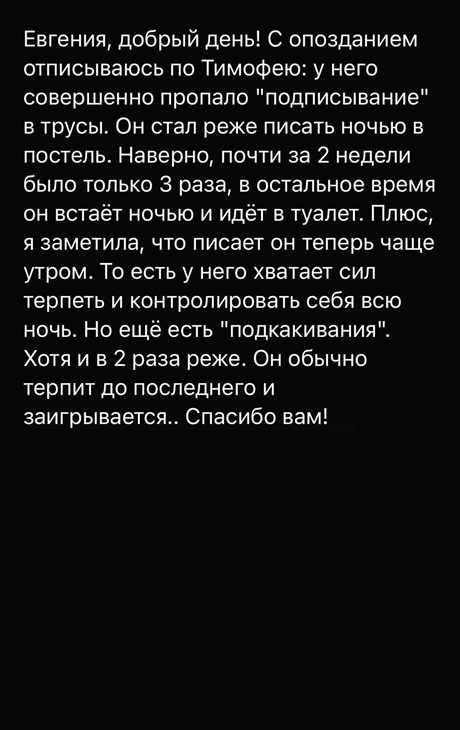 Евгения, добрый день! С опозданием
отписываюсь по Тимофею: у него
совершенно пропало "подписывание"
в трусы. Он стал реже писать ночью в
постель. Наверно, почти за 2 недели
было только 3 раза, в остальное время
он встаёт ночью и идёт в туалет. Плюс,
я заметила, что писает он теперь чаще
утром. То есть у него хватает сил
терпеть и контролировать себя всю
ночь. Но ещё есть "подкакивания".
Хотя и в 2 раза реже. Он обычно
терпит до последнего и
заигрывается.. Спасибо вам!